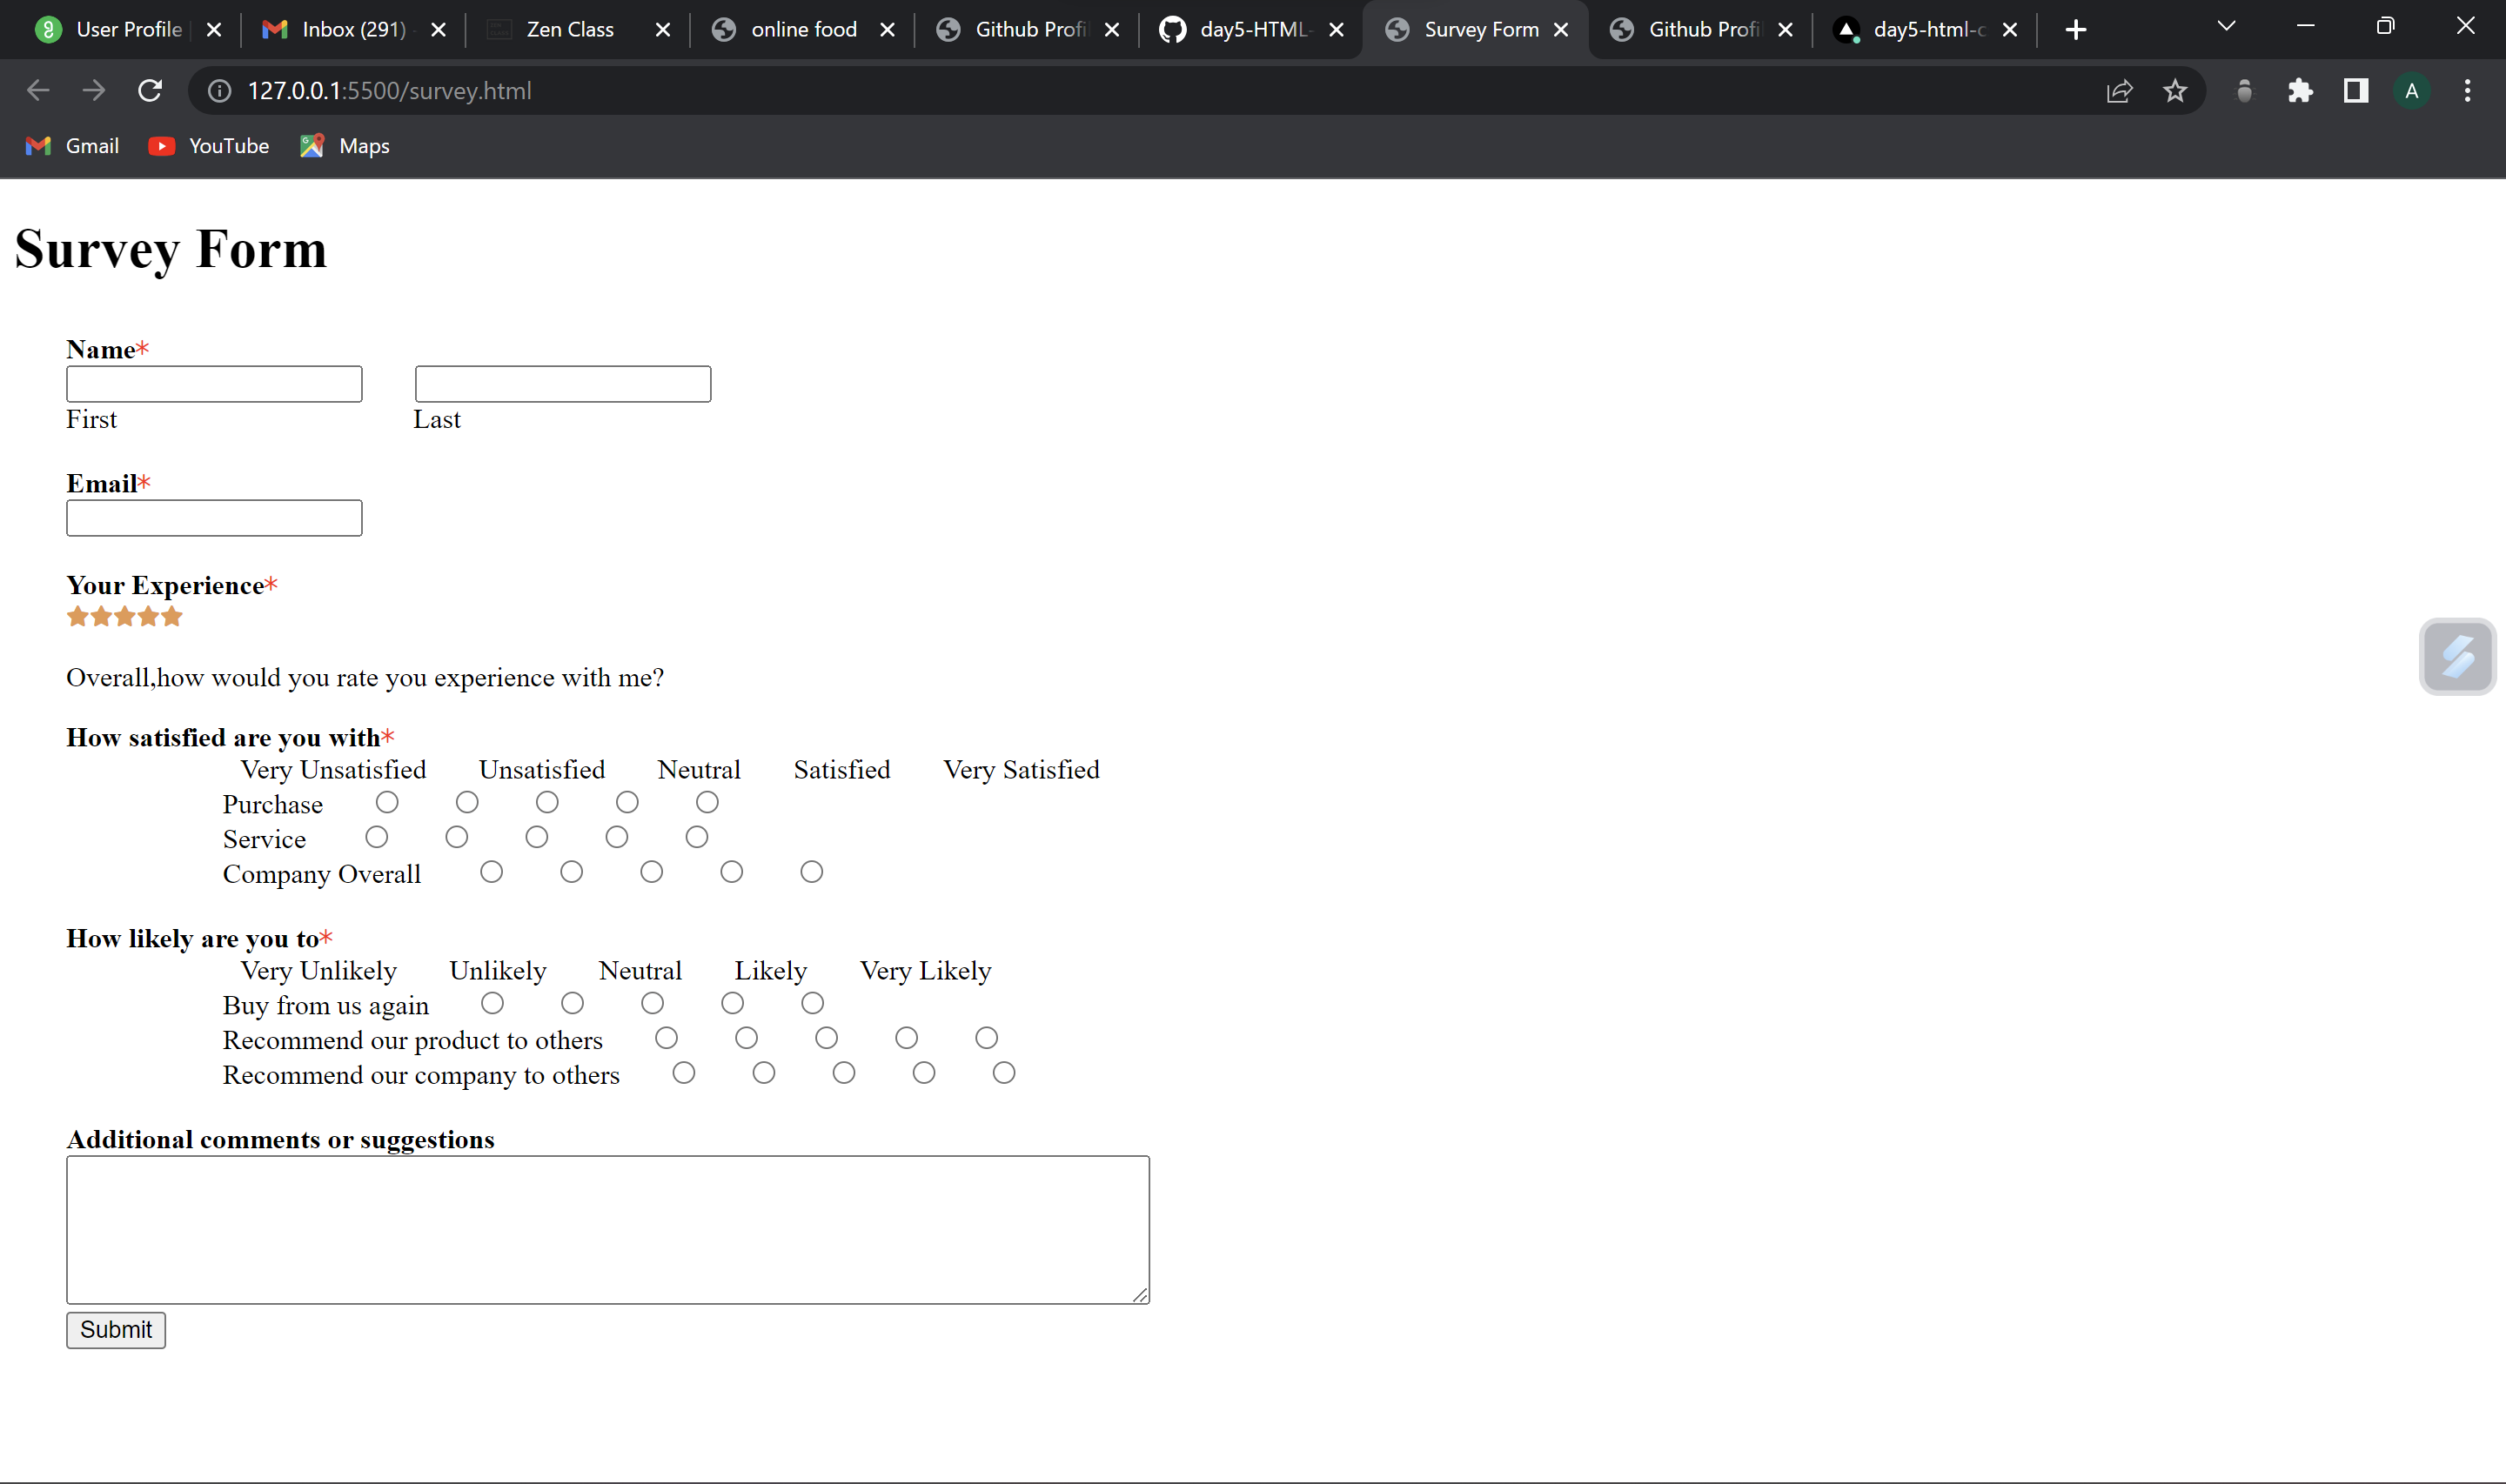 User Profile Inbox (291) Zen Class online food Github Profi day5-HTML- Survey Form Github Profi day5-html-c
127.0.0.1:5500/survey.html A
Gmail YouTube Maps
Survey Form
Name*
First Last
Email*
Your Experience*
Overall,how would you rate you experience with me?
How satisfied are you with*
Very Unsatisfied Unsatisfied Neutral Satisfied Very Satisfied
Purchase
Service
Company Overall
How likely are you to*
Very Unlikely Unlikely Neutral Likely Very Likely
Buy from us again
Recommend our product to others
Recommend our company to others
Additional comments or suggestions
Submit